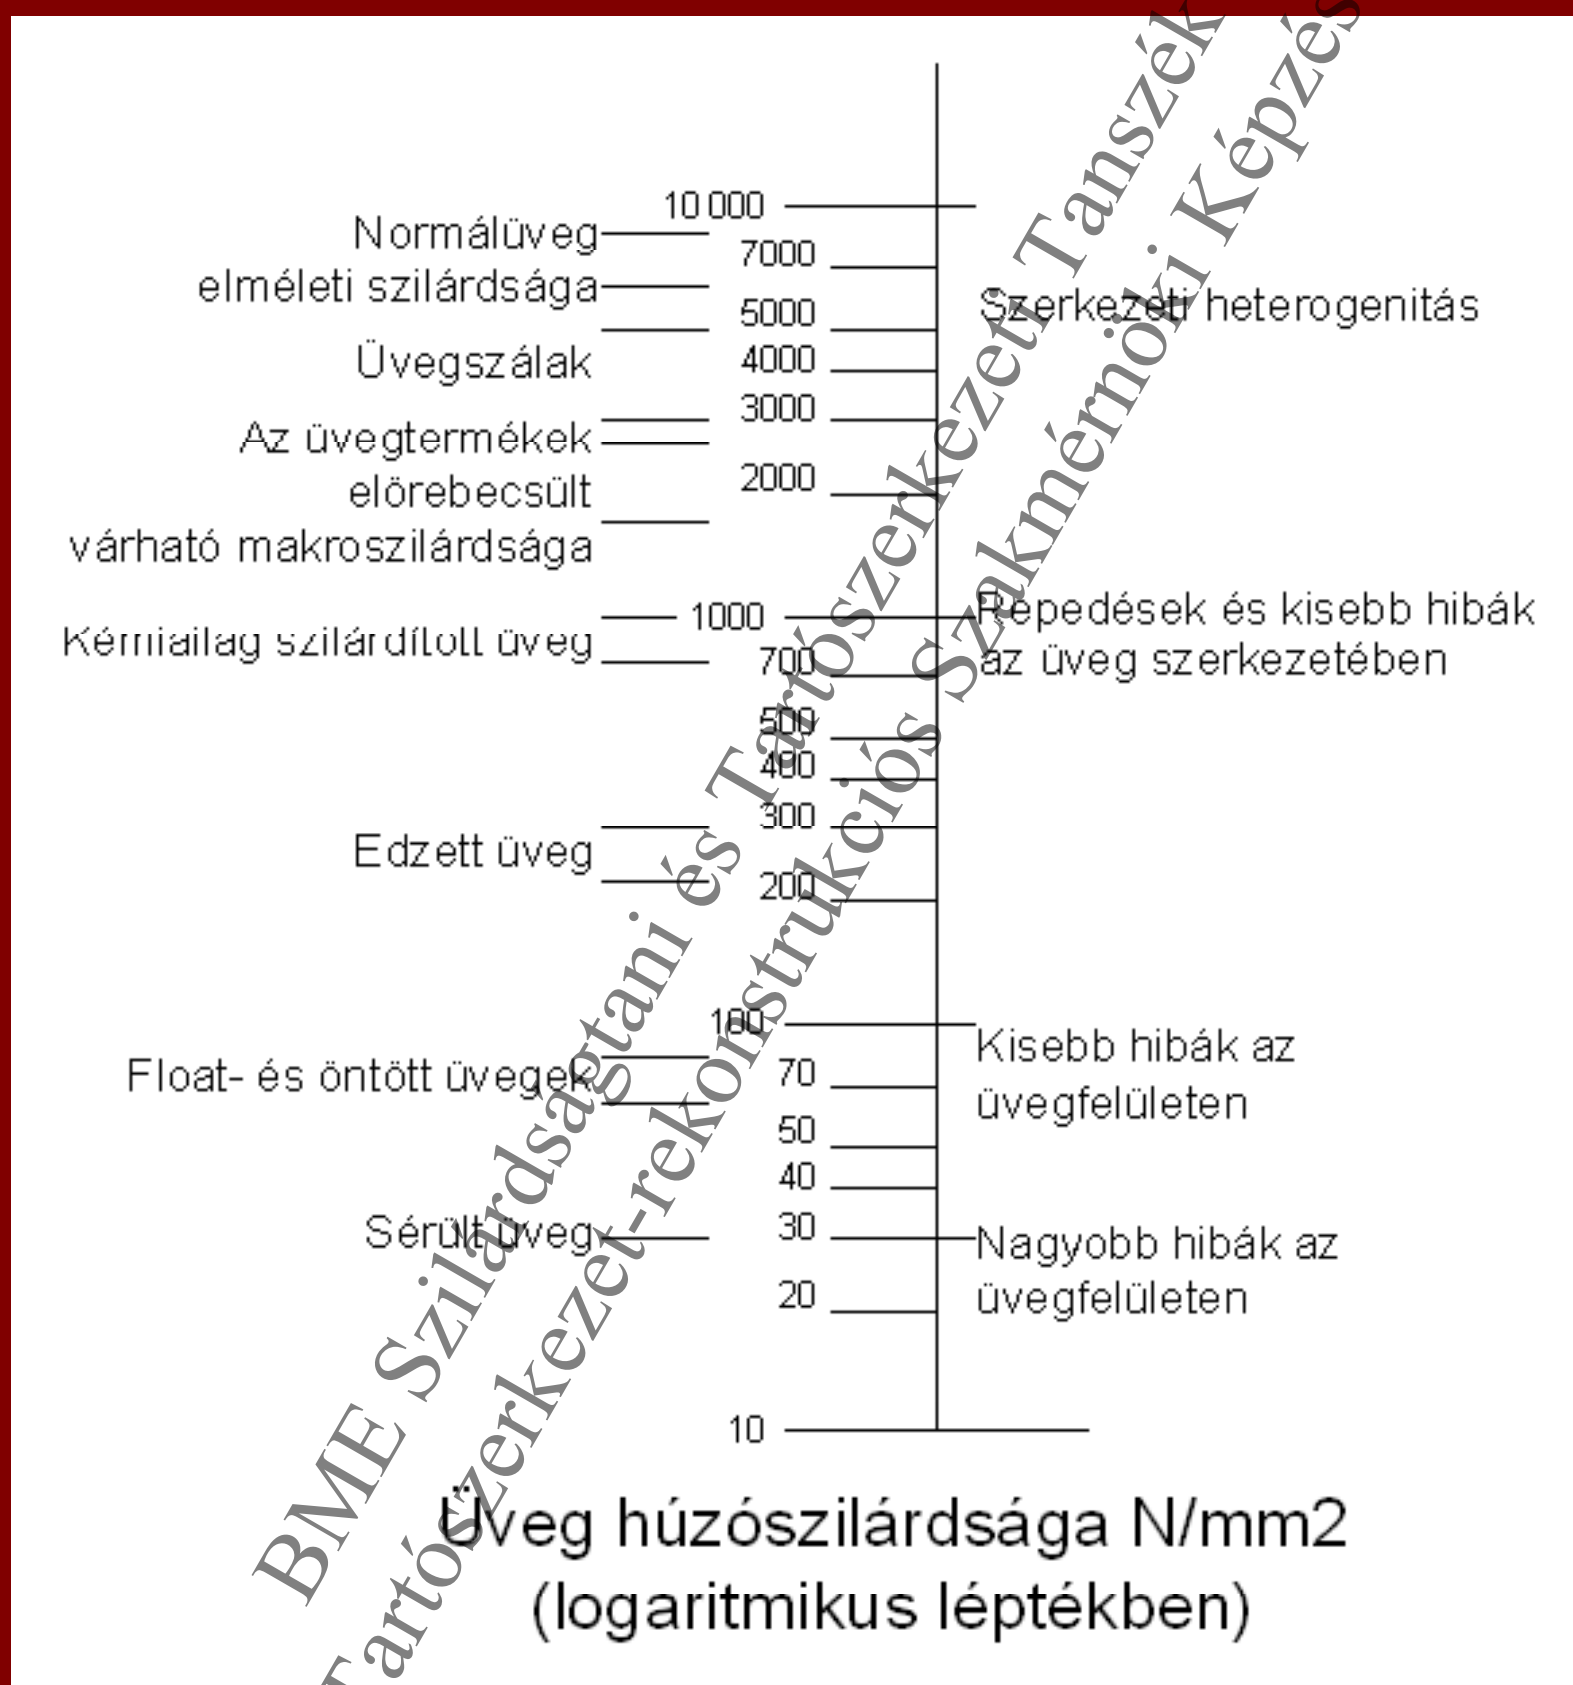 10 000
Normálüveg
elméleti szilárdsága
7000
Szerkezeti heterogenitás
5000
Üvegszálak
4000
3000
Az üvegtermékek
előrebecsült
várható makroszilárdsága
2000
Kémiailag szilárdított üveg
1000
Repedések és kisebb hibák
az üveg szerkezetében
700
500
400
300
Edzett üveg
200
100
Kisebb hibák az
üvegfelületen
Float- és öntött üvegek
70
50
40
Sérült üveg
30
Nagyobb hibák az
üvegfelületen
20
10
Üveg húzószilárdsága N/mm2
(logaritmikus léptékben)
BME Szilárdságtani és Tartószerkezeti Tanszék
Tartószerkezet-rekonstrukciós Szakmérnöki Képzés